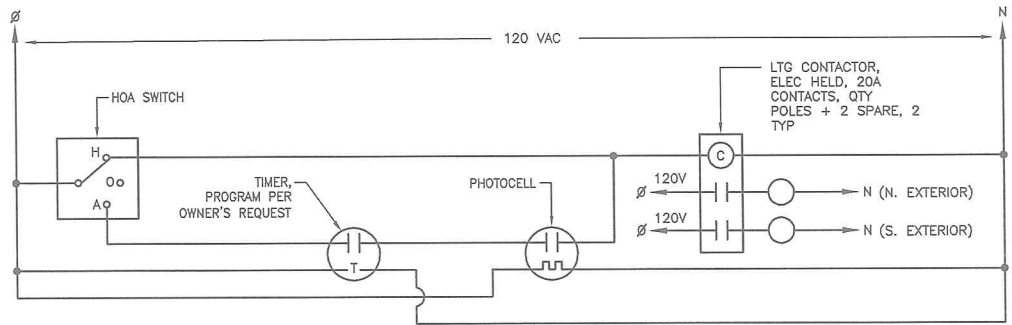 Ø
N
120 VAC
LTG CONTACTOR,
ELEC HELD, 20A
CONTACTS, QTY
POLES + 2 SPARE, 2
TYP
HOA SWITCH
H
O
A
TIMER,
PROGRAM PER
OWNER'S REQUEST
PHOTOCELL
C
Ø 120V N (N. EXTERIOR)
Ø 120V N (S. EXTERIOR)
T